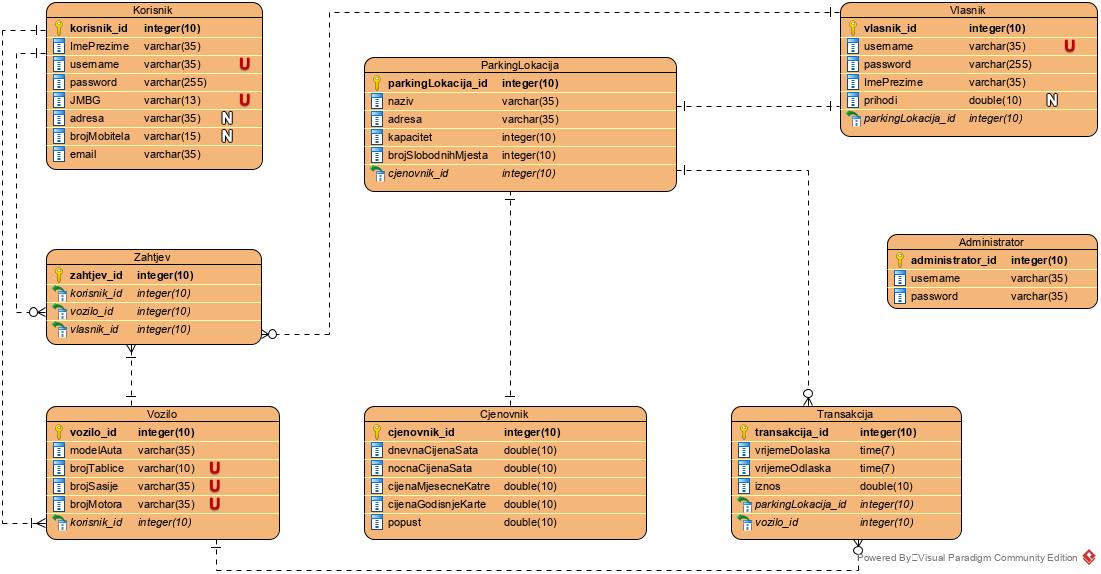 Korisnik
korisnik_id integer(10)
ImePrezime varchar(35)
username varchar(35) U
password varchar(255)
JMBG varchar(13) U
adresa varchar(35) N
brojMobitela varchar(15) N
email varchar(35)
ParkingLokacija
parkingLokacija_id integer(10)
naziv varchar(35)
adresa varchar(35)
kapacitet integer(10)
brojSlobodnihMjesta integer(10)
cjenovnik_id integer(10)
Vlasnik
vlasnik_id integer(10)
username varchar(35) U
password varchar(255)
ImePrezime varchar(35)
prihodi double(10) N
parkingLokacija_id integer(10)
Zahtjev
zahtjev_id integer(10)
korisnik_id integer(10)
vozilo_id integer(10)
vlasnik_id integer(10)
Administrator
administrator_id integer(10)
username varchar(35)
password varchar(35)
Vozilo
vozilo_id integer(10)
modelAuta varchar(35)
brojTablice varchar(10) U
brojSasije varchar(35) U
brojMotora varchar(35) U
korisnik_id integer(10)
Cjenovnik
cjenovnik_id integer(10)
dnevnaCijenaSata double(10)
nocnaCijenaSata double(10)
cijenaMjesecneKatre double(10)
cijenaGodisnjeKarte double(10)
popust double(10)
Transakcija
transakcija_id integer(10)
vrijemeDolaska time(7)
vrijemeOdlaska time(7)
iznos double(10)
parkingLokacija_id integer(10)
vozilo_id integer(10)
Powered By Visual Paradigm Community Edition